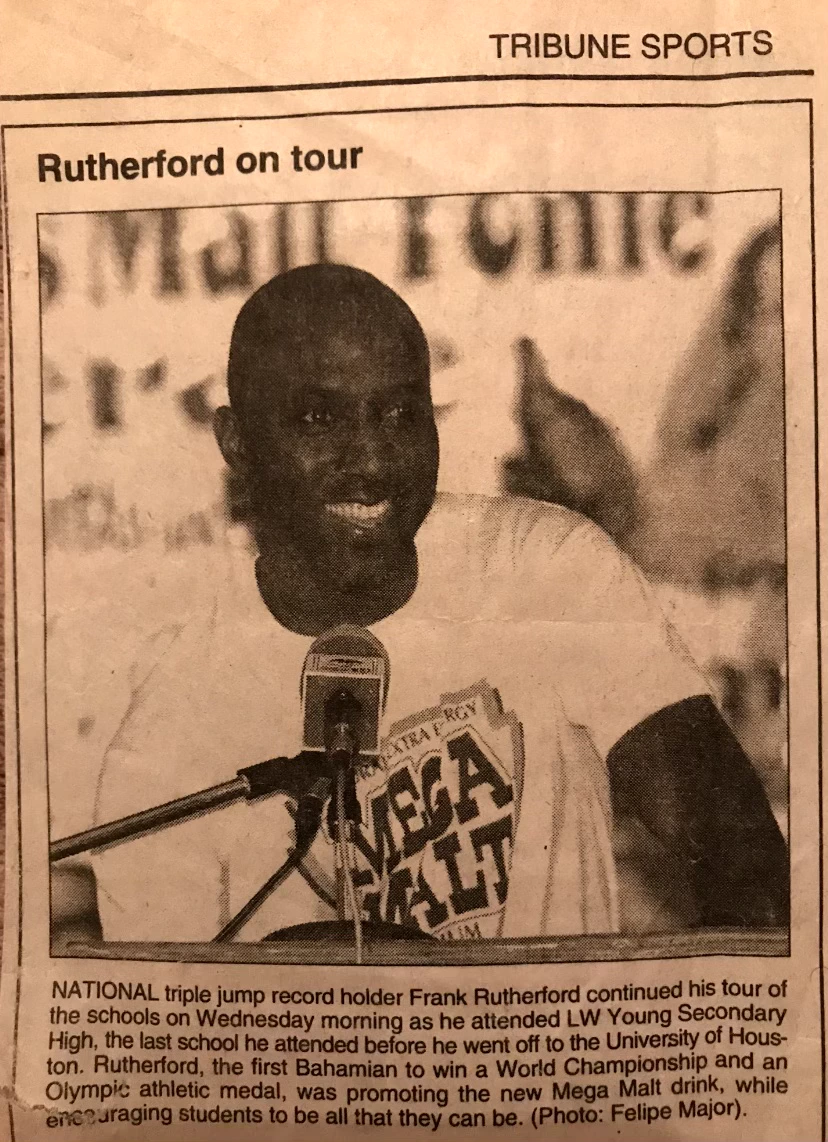 TRIBUNE SPORTS
Rutherford on tour
Malt Tonic
XTRA
MEGA
MALT
NATIONAL triple jump record holder Frank Rutherford continued his tour of
the schools on Wednesday morning as he attended LW Young Secondary
High, the last school he attended before he went off to the University of Hous-
ton. Rutherford, the first Bahamian to win a World Championship and an
Olympic athletic medal, was promoting the new Mega Malt drink, while
encouraging students to be all that they can be. (Photo: Felipe Major).